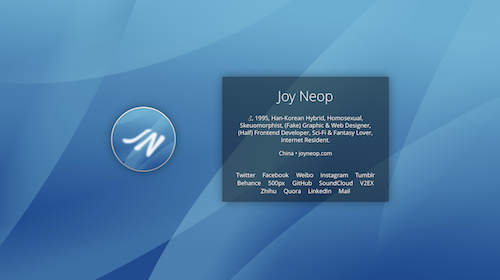 JN
Joy Neop
1995, Han-Korean Hybrid, Homosexual,
Skeuomorphist, (Fake) Graphic & Web Designer,
(Half) Frontend Developer, Sci-Fi & Fantasy Lover,
Internet Resident.
China • joyneop.com
Twitter Facebook Weibo Instagram Tumblr
Behance 500px GitHub SoundCloud V2EX
Zhihu Quora LinkedIn Mail